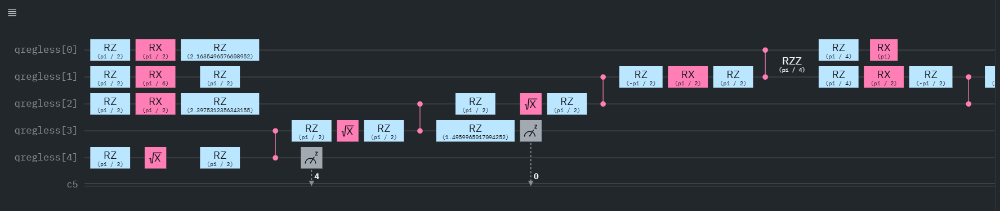 qregless[0]
RZ
(pi / 2)
RX
(pi / 2)
RZ
(2.1635496576608952)
RZ
(pi / 4)
RX
(pi)
RZZ
(pi / 4)
qregless[1]
RZ
(pi / 2)
RX
(pi / 6)
RZ
(pi / 2)
RZ
(-pi / 2)
RX
(pi / 2)
RZ
(pi / 2)
RZ
(pi / 4)
RX
(pi / 2)
RZ
(-pi / 2)
(
qregless[2]
RZ
(pi / 2)
RX
(pi / 2)
RZ
(2.3975312356343155)
RZ
(pi / 2)
√X
RZ
(pi / 2)
qregless[3]
RZ
(pi / 2)
√X
RZ
(pi / 2)
RZ
(1.4959965017094252)
z
qregless[4]
RZ
(pi / 2)
√X
RZ
(pi / 2)
z
4
0
c5